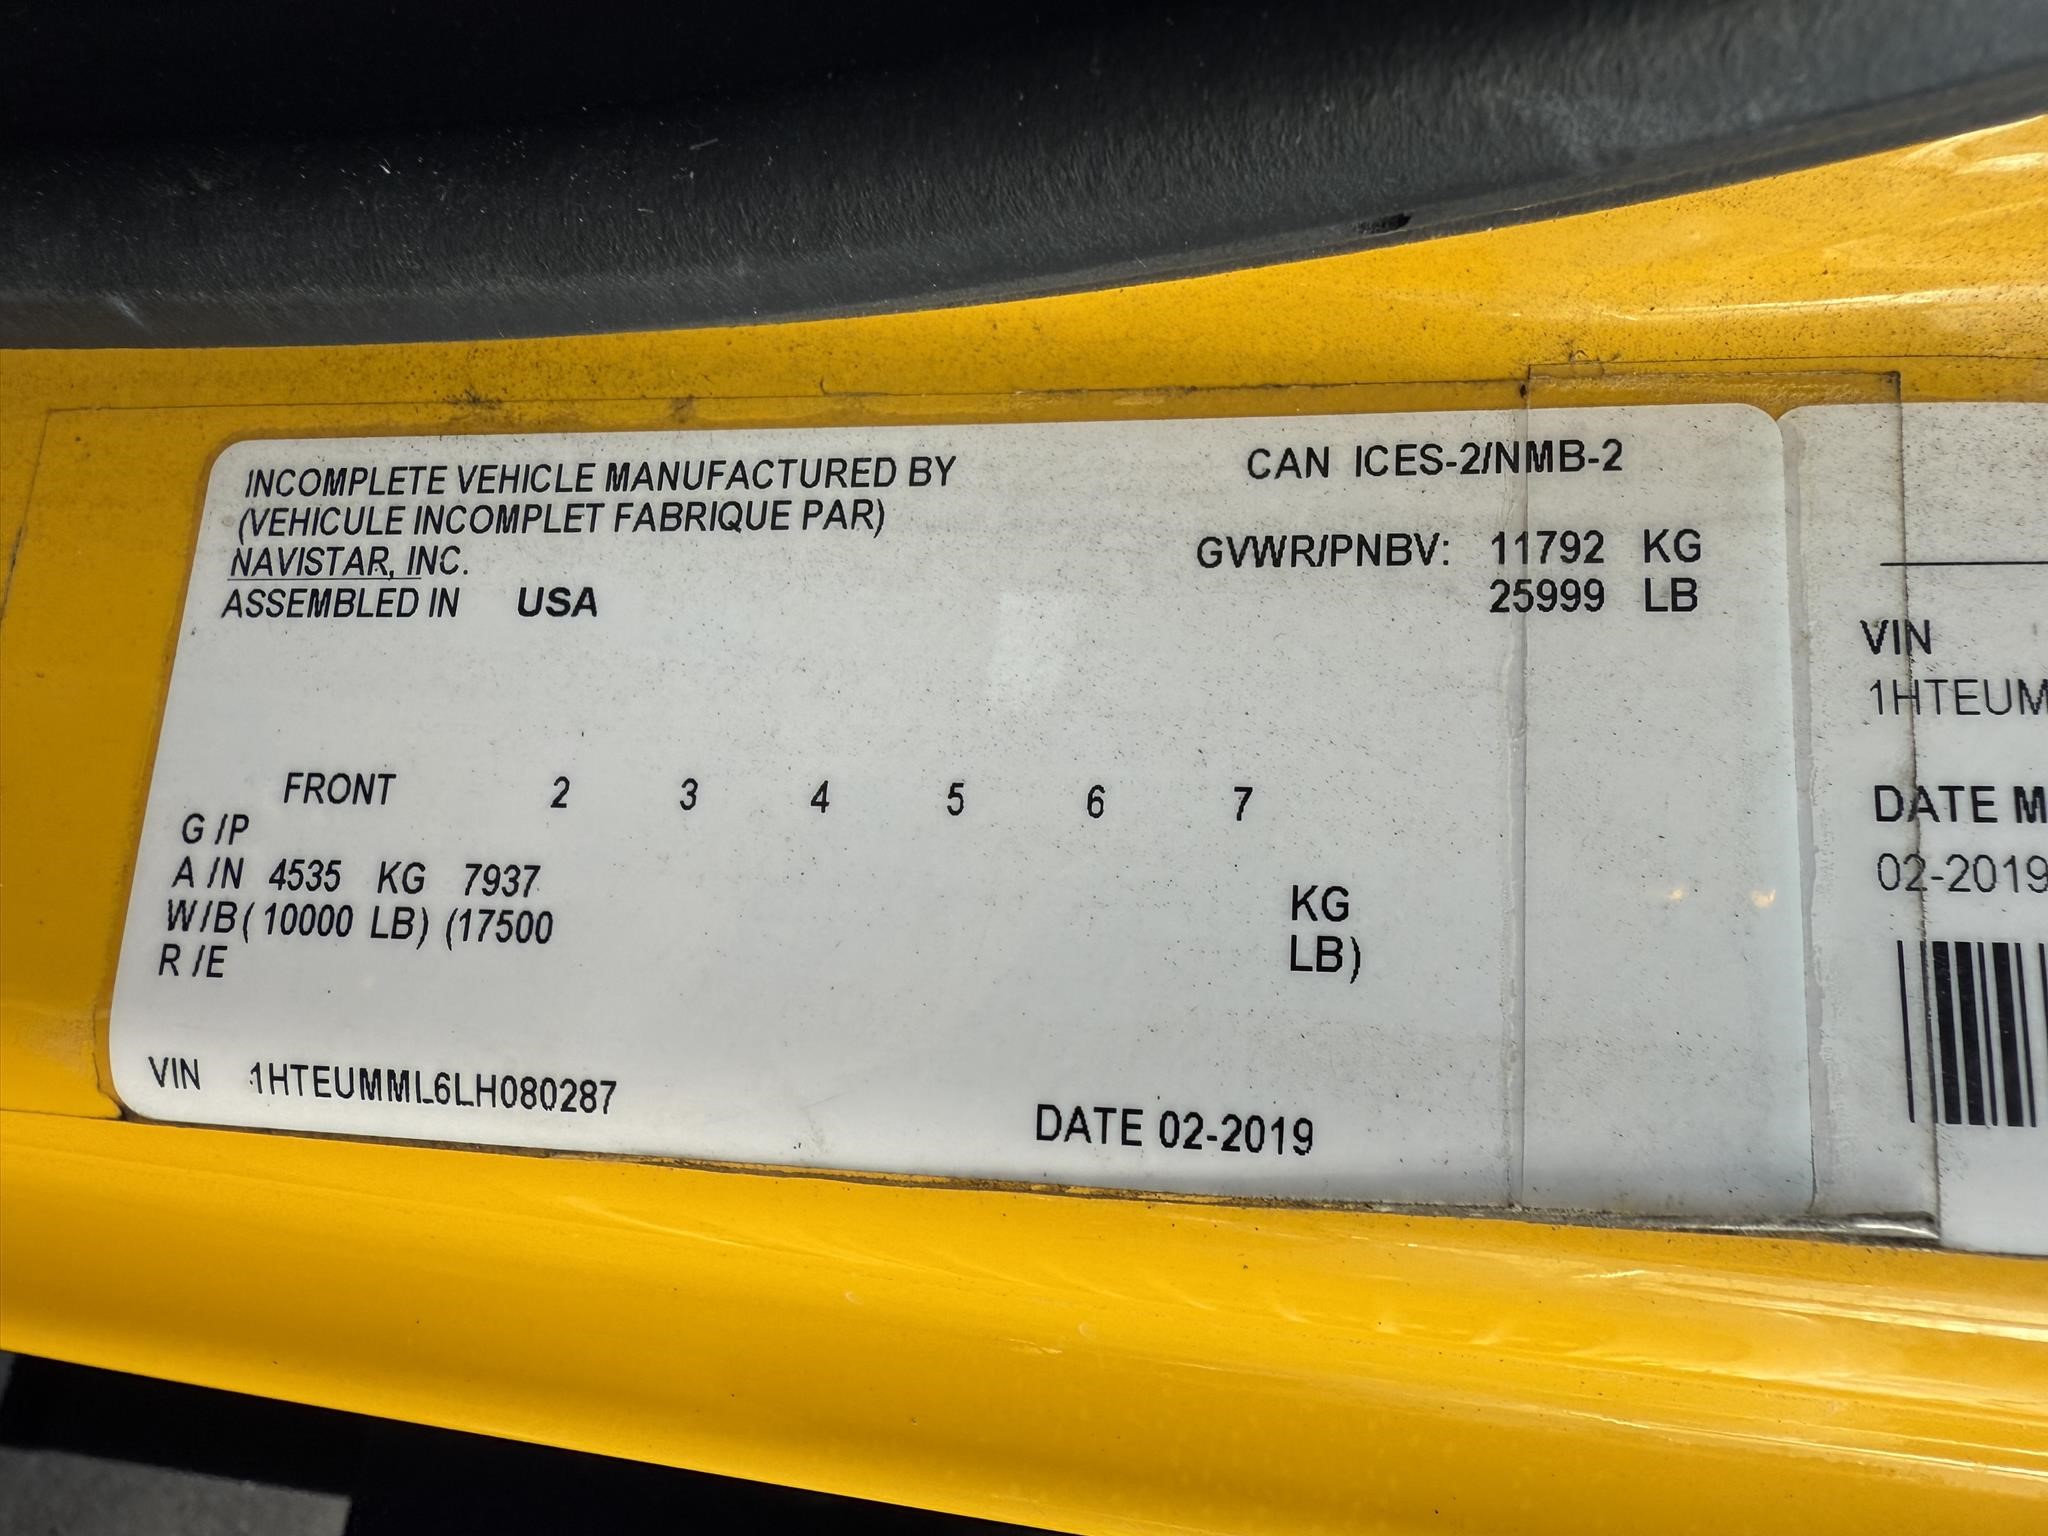 INCOMPLETE VEHICLE MANUFACTURED BY
(VEHICULE INCOMPLET FABRIQUE PAR)
NAVISTAR, INC.
ASSEMBLED IN USA
CAN ICES-2/NMB-2
GVWR/PNBV: 11792 KG
25999 LB
FRONT 2 3 4 5 6 7
G /P
A /N 4535 KG 7937 KG
W/B ( 10000 LB) (17500 LB)
R /E
VIN 1HTEUMML6LH080287
DATE 02-2019
VIN
1HTEUM
DATE M
02-2019